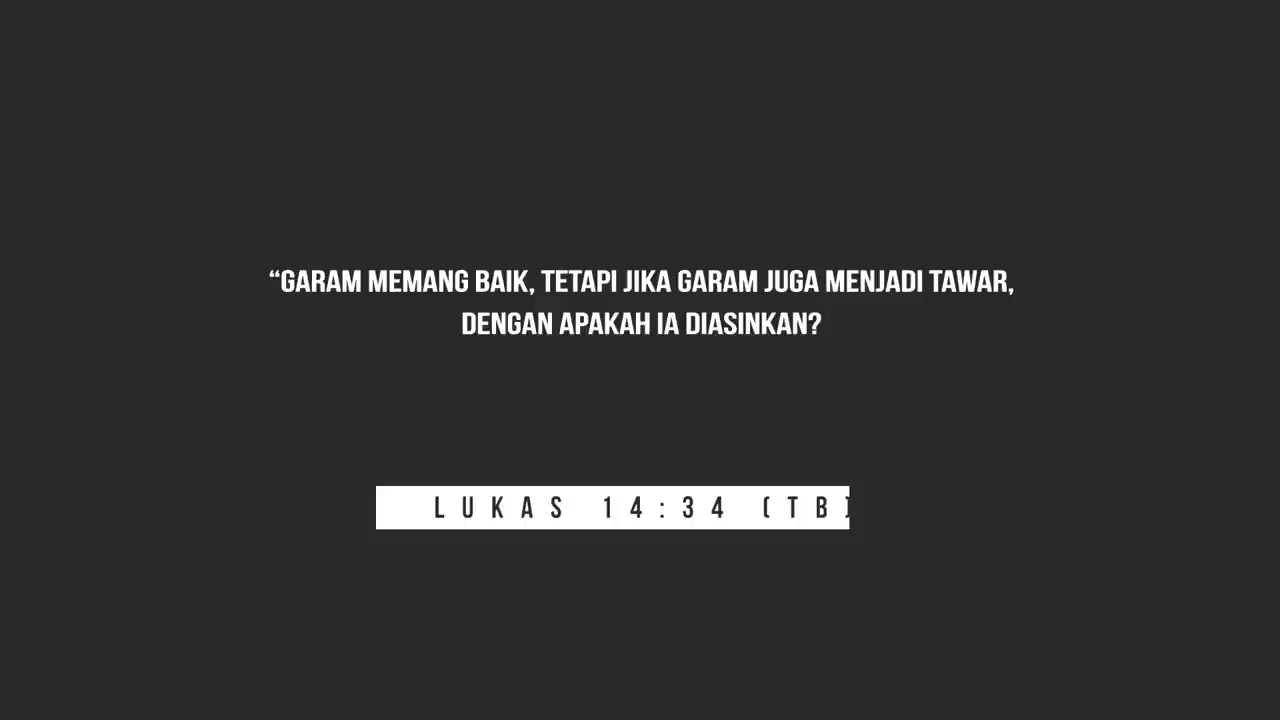 “GARAM MEMANG BAIK, TETAPI JIKA GARAM JUGA MENJADI TAWAR,
DENGAN APAKAH IA DIASINKAN?
LUKAS 14:34 (TB)